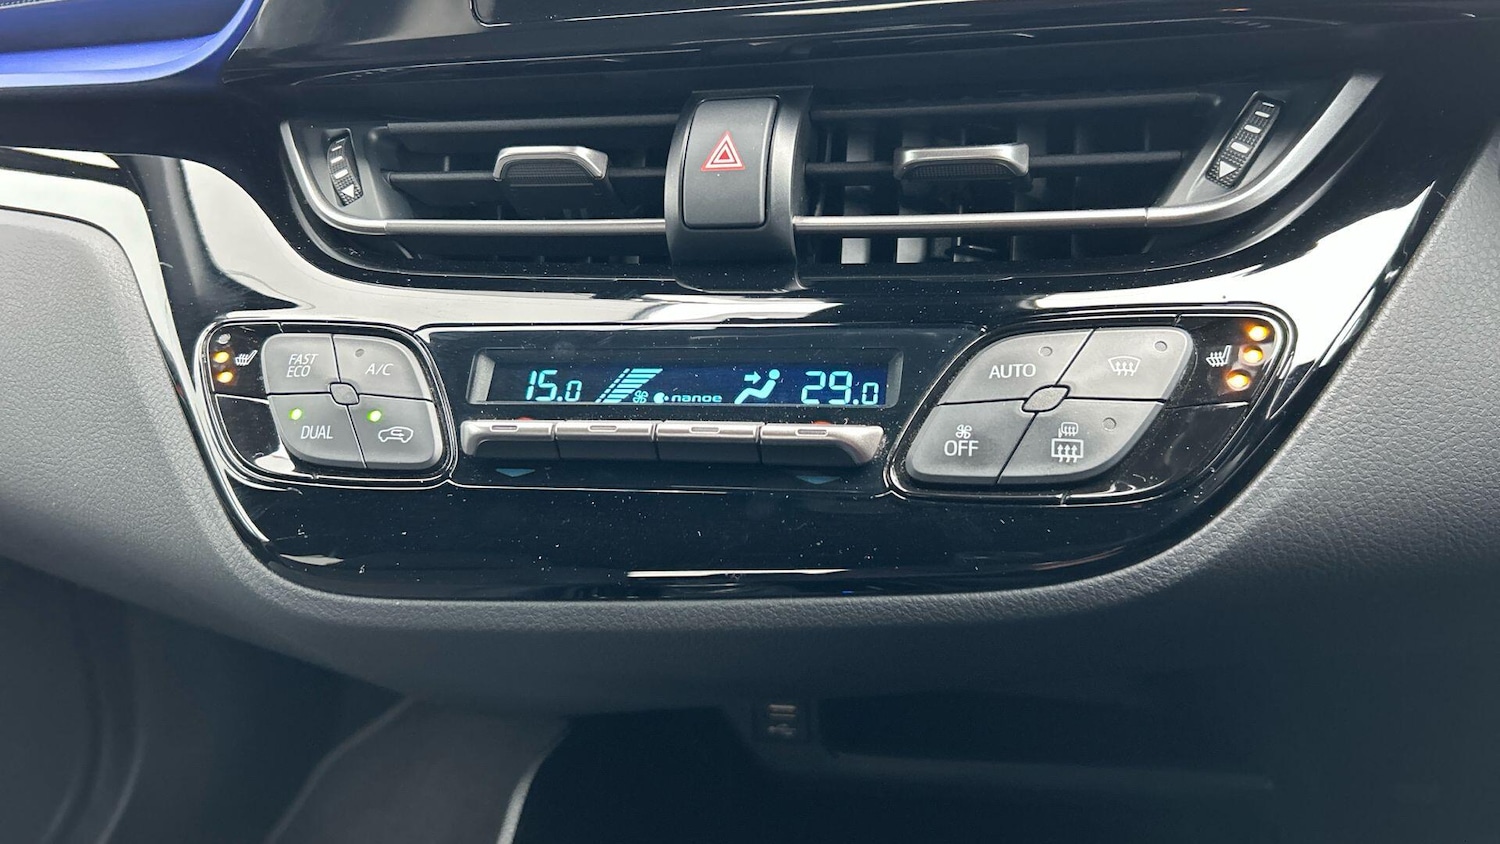 FAST
ECO
A/C
DUAL
15.0
nanoe
29.0
AUTO
OFF